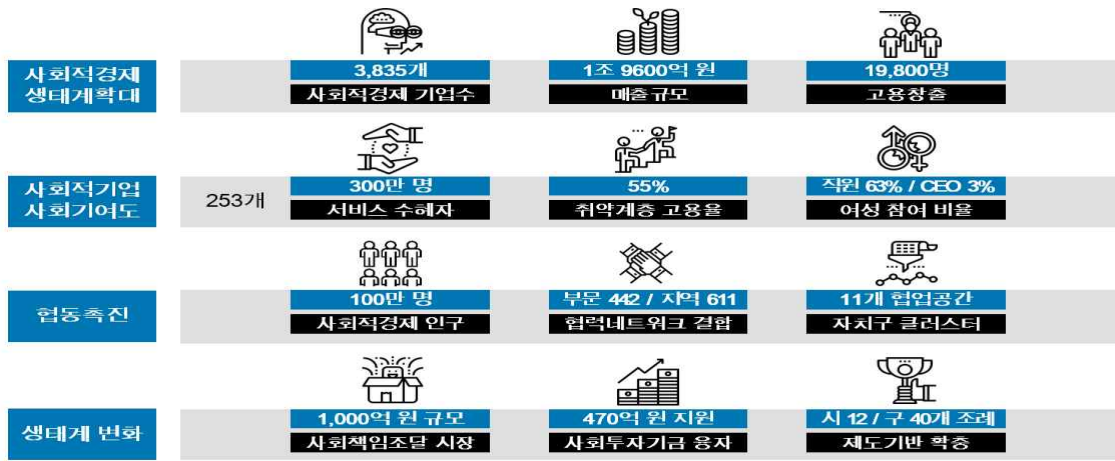 사회적경제
생태계확대
3,835개
사회적경제 기업수
1조 9600억 원
매출규모
19,800명
고용창출
사회적기업
사회기여도
253개
300만 명
서비스 수혜자
55%
취약계층 고용율
직원 63% / CEO 3%
여성 참여 비율
협동촉진
100만 명
사회적경제 인구
부문 442 / 지역 611
협력네트워크 결합
11개 협업공간
자치구 클러스터
생태계 변화
1,000억 원 규모
사회책임조달 시장
470억 원 지원
사회투자기금 융자
시 12 / 구 40개 조례
제도기반 확충